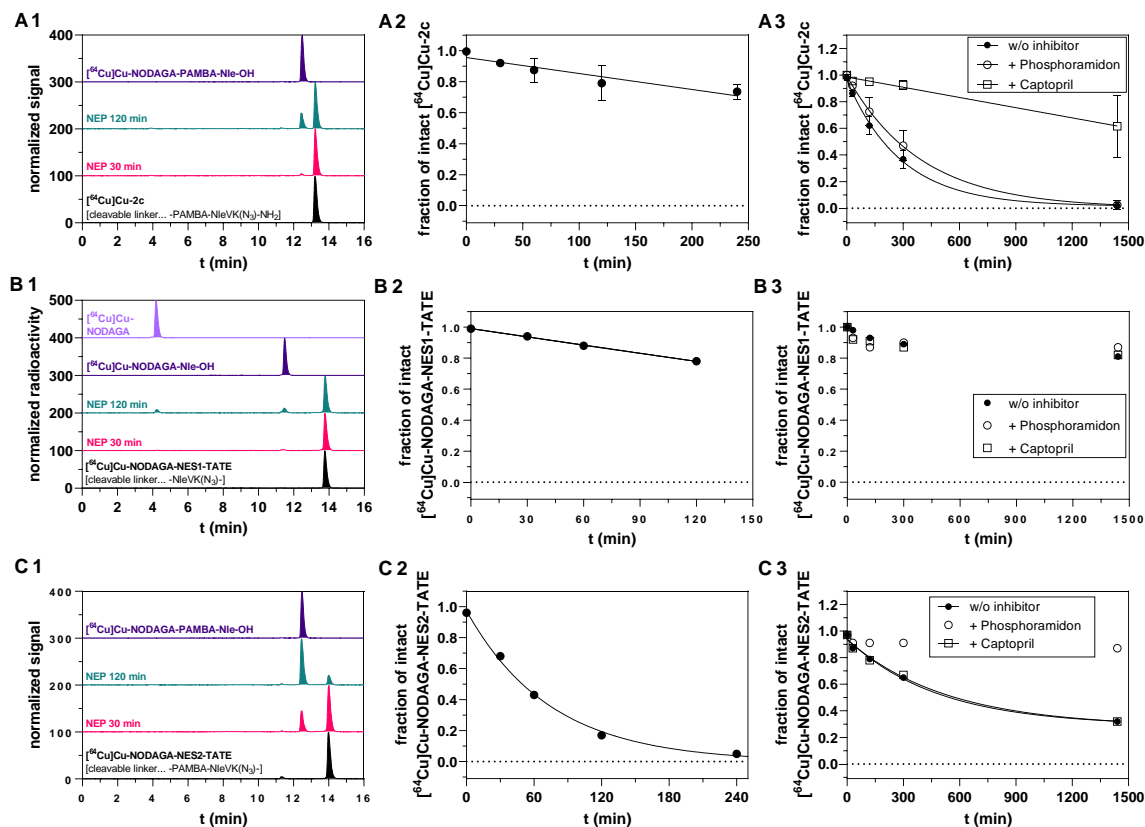 A 1
400
300
200
100
0
normalized signal
[⁶⁴Cu]Cu-NODAGA-PAMBA-Nle-OH
NEP 120 min
NEP 30 min
[⁶⁴Cu]Cu-2c
[cleavable linker... -PAMBA-NleVK(N₃)-NH₂]
0 2 4 6 8 10 12 14 16
t (min)
A 2
1.0
0.8
0.6
0.4
0.2
0.0
fraction of intact [⁶⁴Cu]Cu-2c
0 50 100 150 200 250
t (min)
A 3
1.2
1.0
0.8
0.6
0.4
0.2
0.0
fraction of intact [⁶⁴Cu]Cu-2c
w/o inhibitor
+ Phosphoramidon
+ Captopril
0 300 600 900 1200 1500
t (min)
B 1
500
400
300
200
100
0
normalized radioactivity
[⁶⁴Cu]Cu-
NODAGA
[⁶⁴Cu]Cu-NODAGA-Nle-OH
NEP 120 min
NEP 30 min
[⁶⁴Cu]Cu-NODAGA-NES1-TATE
[cleavable linker... -NleVK(N₃)-]
0 2 4 6 8 10 12 14 16
t (min)
B 2
1.0
0.8
0.6
0.4
0.2
0.0
fraction of intact
[⁶⁴Cu]Cu-NODAGA-NES1-TATE
0 30 60 90 120 150
t (min)
B 3
1.0
0.8
0.6
0.4
0.2
0.0
fraction of intact
[⁶⁴Cu]Cu-NODAGA-NES1-TATE
w/o inhibitor
+ Phosphoramidon
+ Captopril
0 300 600 900 1200 1500
t (min)
C 1
400
300
200
100
0
normalized signal
[⁶⁴Cu]Cu-NODAGA-PAMBA-Nle-OH
NEP 120 min
NEP 30 min
[⁶⁴Cu]Cu-NODAGA-NES2-TATE
[cleavable linker... -PAMBA-NleVK(N₃)-]
0 2 4 6 8 10 12 14 16
t (min)
C 2
1.0
0.8
0.6
0.4
0.2
0.0
fraction of intact
[⁶⁴Cu]Cu-NODAGA-NES2-TATE
0 60 120 180 240
t (min)
C 3
1.2
1.0
0.8
0.6
0.4
0.2
0.0
fraction of intact
[⁶⁴Cu]Cu-NODAGA-NES2-TATE
w/o inhibitor
+ Phosphoramidon
+ Captopril
0 300 600 900 1200 1500
t (min)